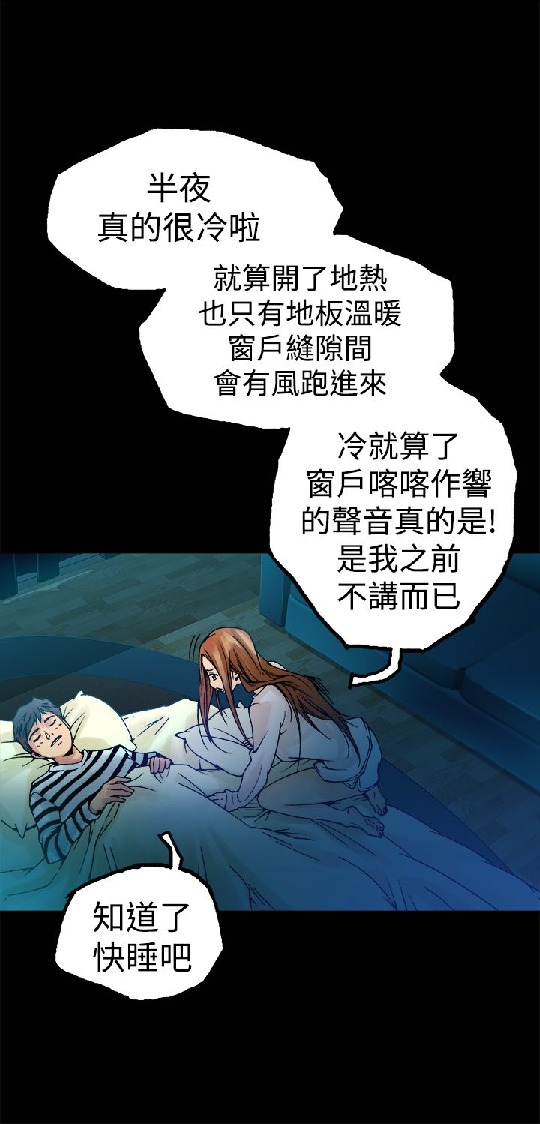 半夜
真的很冷啦
就算開了地熱
也只有地板溫暖
窗戶縫隙間
會有風跑進來
冷就算了
窗戶喀喀作響
的聲音真的是!
是我之前
不講而已
知道了
快睡吧